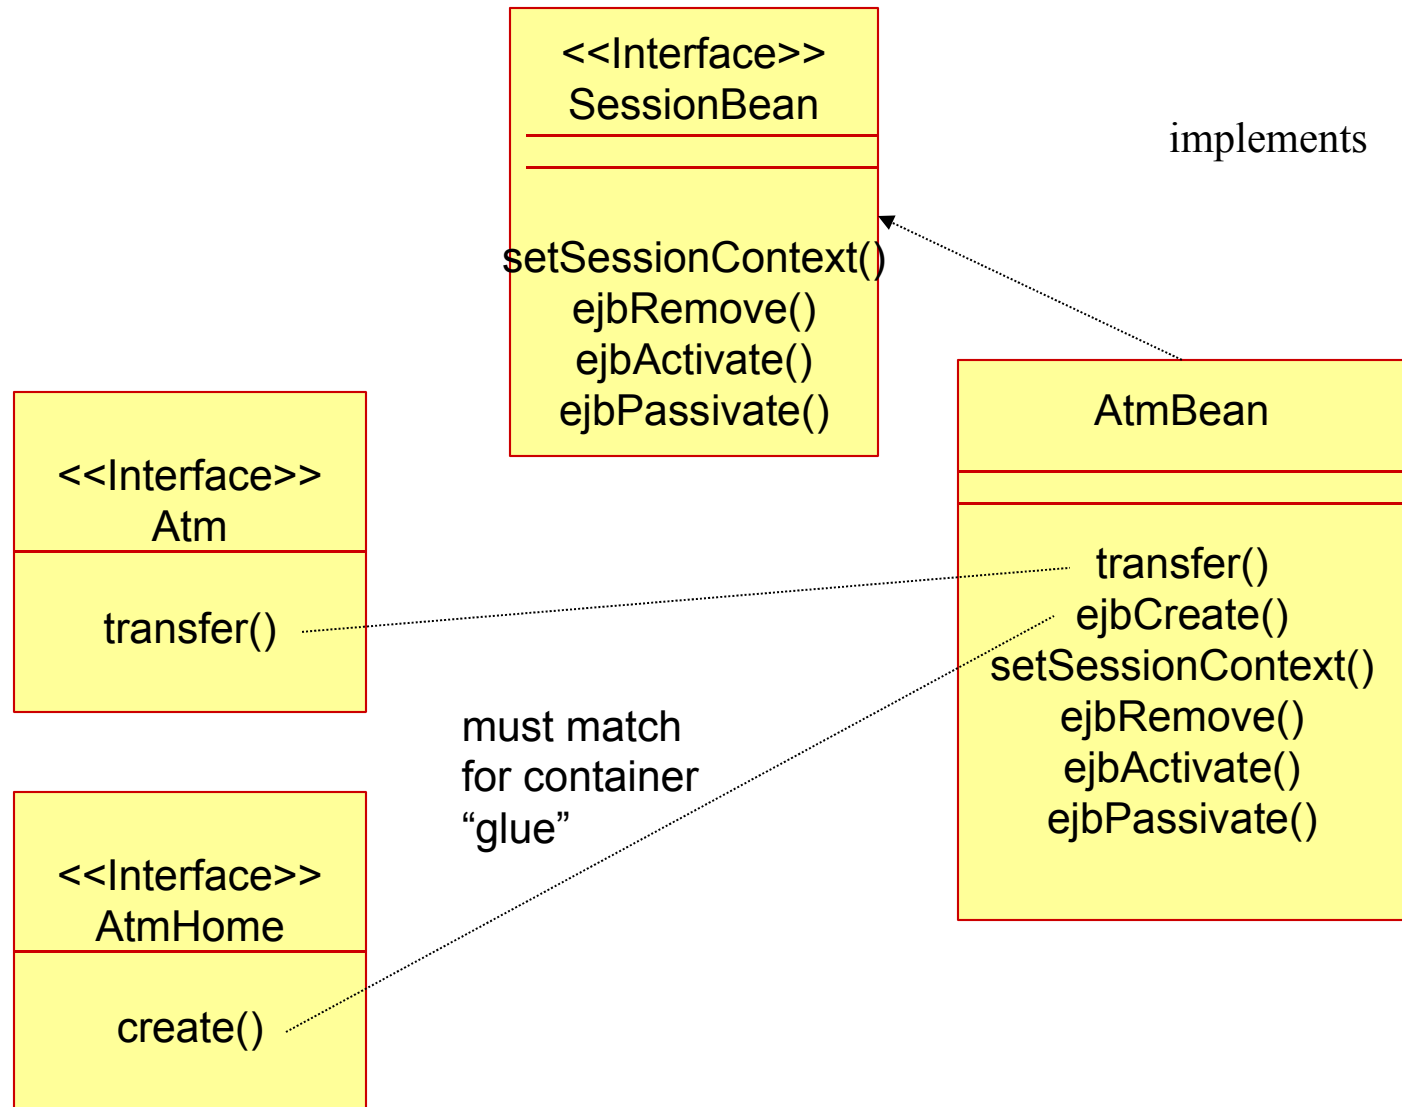 <<Interface>>
SessionBean
setSessionContext()
ejbRemove()
ejbActivate()
ejbPassivate()
implements
<<Interface>>
Atm
transfer()
AtmBean
transfer()
ejbCreate()
setSessionContext()
ejbRemove()
ejbActivate()
ejbPassivate()
must match
for container
“glue”
<<Interface>>
AtmHome
create()